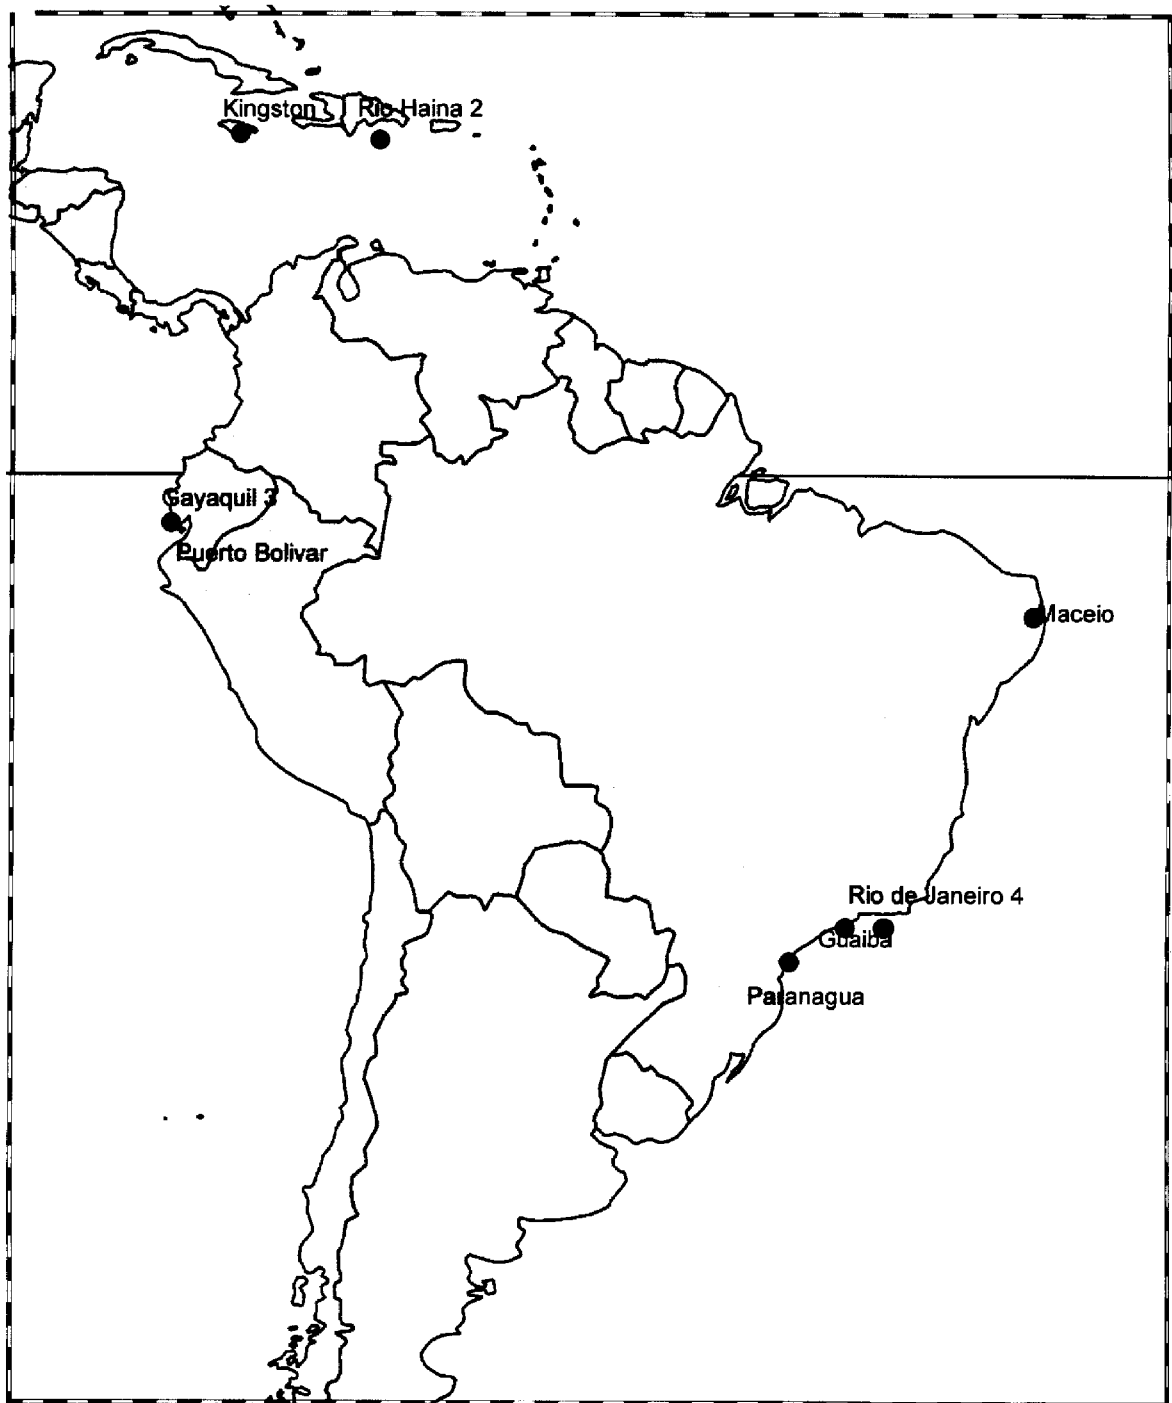 Kingston
Rio Haina 2
Gayaquil 3
Puerto Bolivar
Maceio
Rio de Janeiro 4
Guaiba
Paranagua